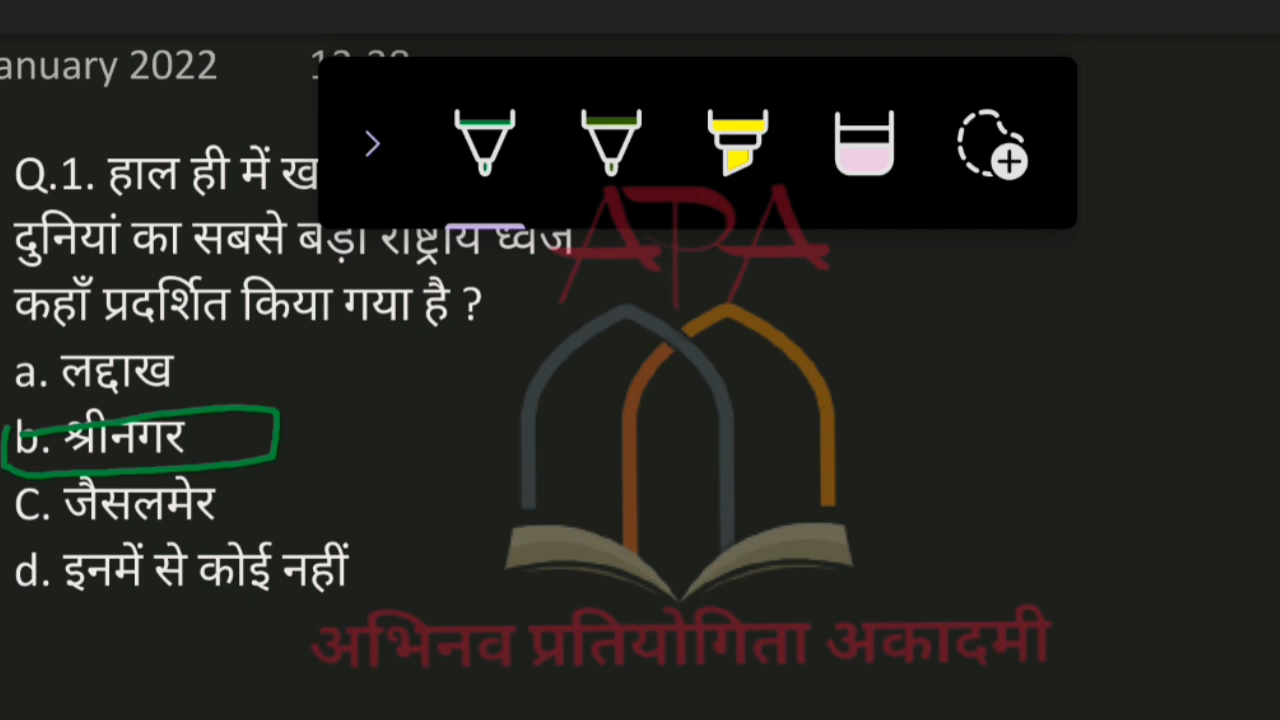 anuary 2022
Q.1. हाल ही में
दुनियां का सबसे बड़ा राष्ट्रीय ध्वज
कहाँ प्रदर्शित किया गया है ?
a. लद्दाख
b. श्रीनगर
C. जैसलमेर
d. इनमें से कोई नहीं
APA
अभिनव प्रतियोगिता अकादमी